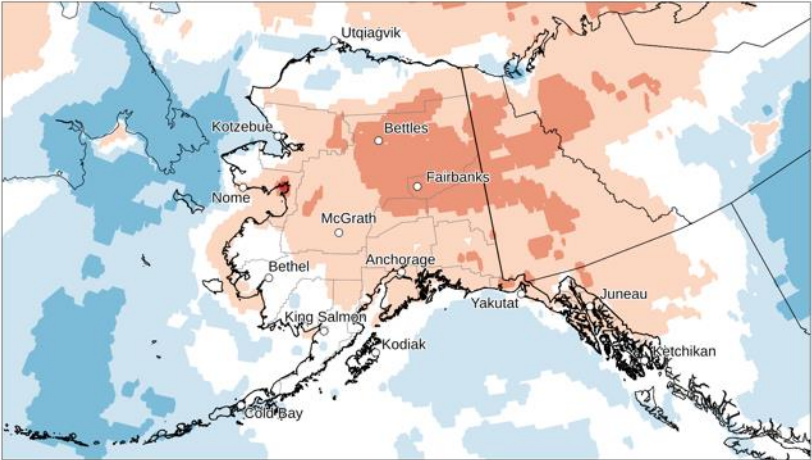 Utqiaġvik
Kotzebue
Bettles
Fairbanks
Nome
McGrath
Bethel
Anchorage
Yakutat
Juneau
King Salmon
Kodiak
Ketchikan
Cold Bay